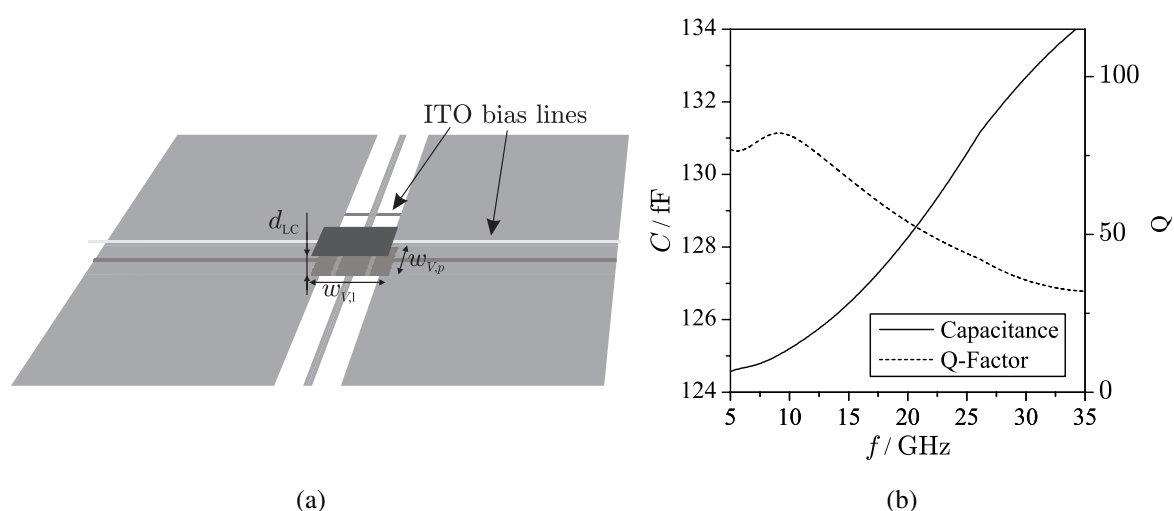 ITO bias lines
d_LC
w_V,p
w_V,l
(a)
134
132
130
128
126
124
C / fF
100
50
0
Q
Capacitance
Q-Factor
5 10 15 20 25 30 35
f / GHz
(b)